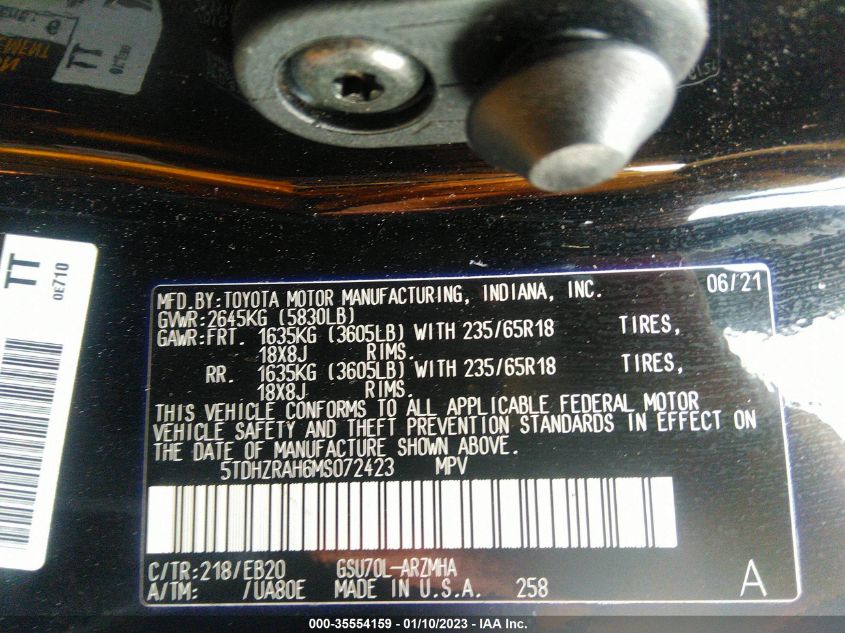 TT
0E710
MFD.BY:TOYOTA MOTOR MANUFACTURING, INDIANA, INC. 06/21
GVWR:2645KG (5830LB)
GAWR:FRT. 1635KG (3605LB) WITH 235/65R18 TIRES,
18X8J RIMS.
RR. 1635KG (3605LB) WITH 235/65R18 TIRES,
18X8J RIMS.
THIS VEHICLE CONFORMS TO ALL APPLICABLE FEDERAL MOTOR
VEHICLE SAFETY AND THEFT PREVENTION STANDARDS IN EFFECT ON
THE DATE OF MANUFACTURE SHOWN ABOVE.
5TDHZRAH6MS072423 MPV
C/TR:218/EB20 GSU70L-ARZMHA
A/TM: /UA80E MADE IN U.S.A. 258 A
000-35554159 - 01/10/2023 - IAA Inc.